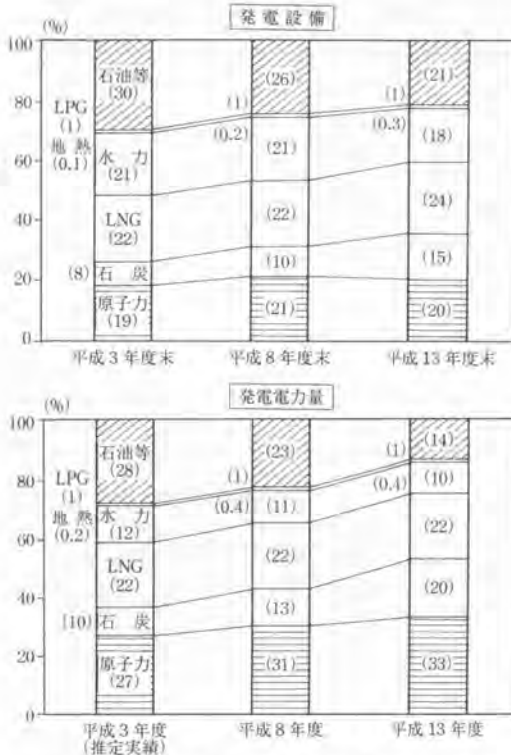 発電設備
(%)
100
80
60
40
20
0
石油等
(30)
LPG
(1)
地熱
(0.1)
水力
(21)
LNG
(22)
(8) 石炭
原子力
(19)
(26)
(1)
(0.2)
(21)
(22)
(10)
(21)
(21)
(1)
(0.3)
(18)
(24)
(15)
(20)
平成3年度末 平成8年度末 平成13年度末
発電電力量
(%)
100
80
60
40
20
0
石油等
(28)
LPG
(1)
地熱
(0.2)
水力
(12)
LNG
(22)
(10) 石炭
原子力
(27)
(23)
(1)
(0.4)
(11)
(22)
(13)
(31)
(14)
(1)
(0.4)
(10)
(22)
(20)
(33)
平成3年度 平成8年度 平成13年度
(推定実績)